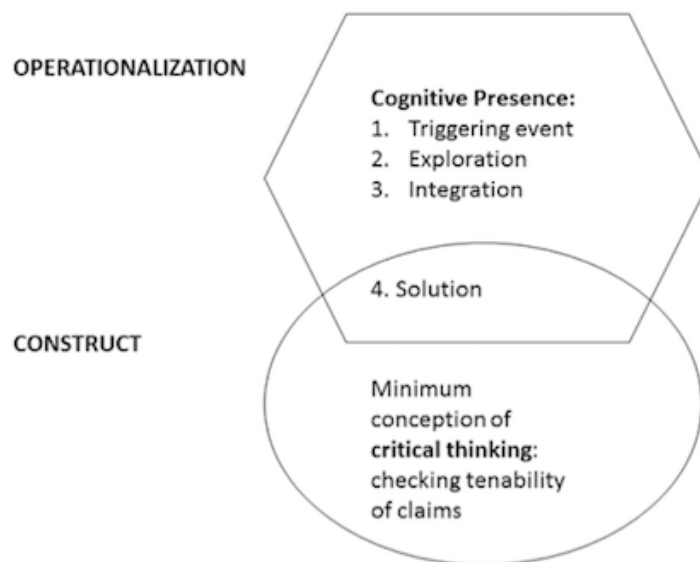 OPERATIONALIZATION
Cognitive Presence:
1. Triggering event
2. Exploration
3. Integration
4. Solution
CONSTRUCT
Minimum
conception of
critical thinking:
checking tenability
of claims